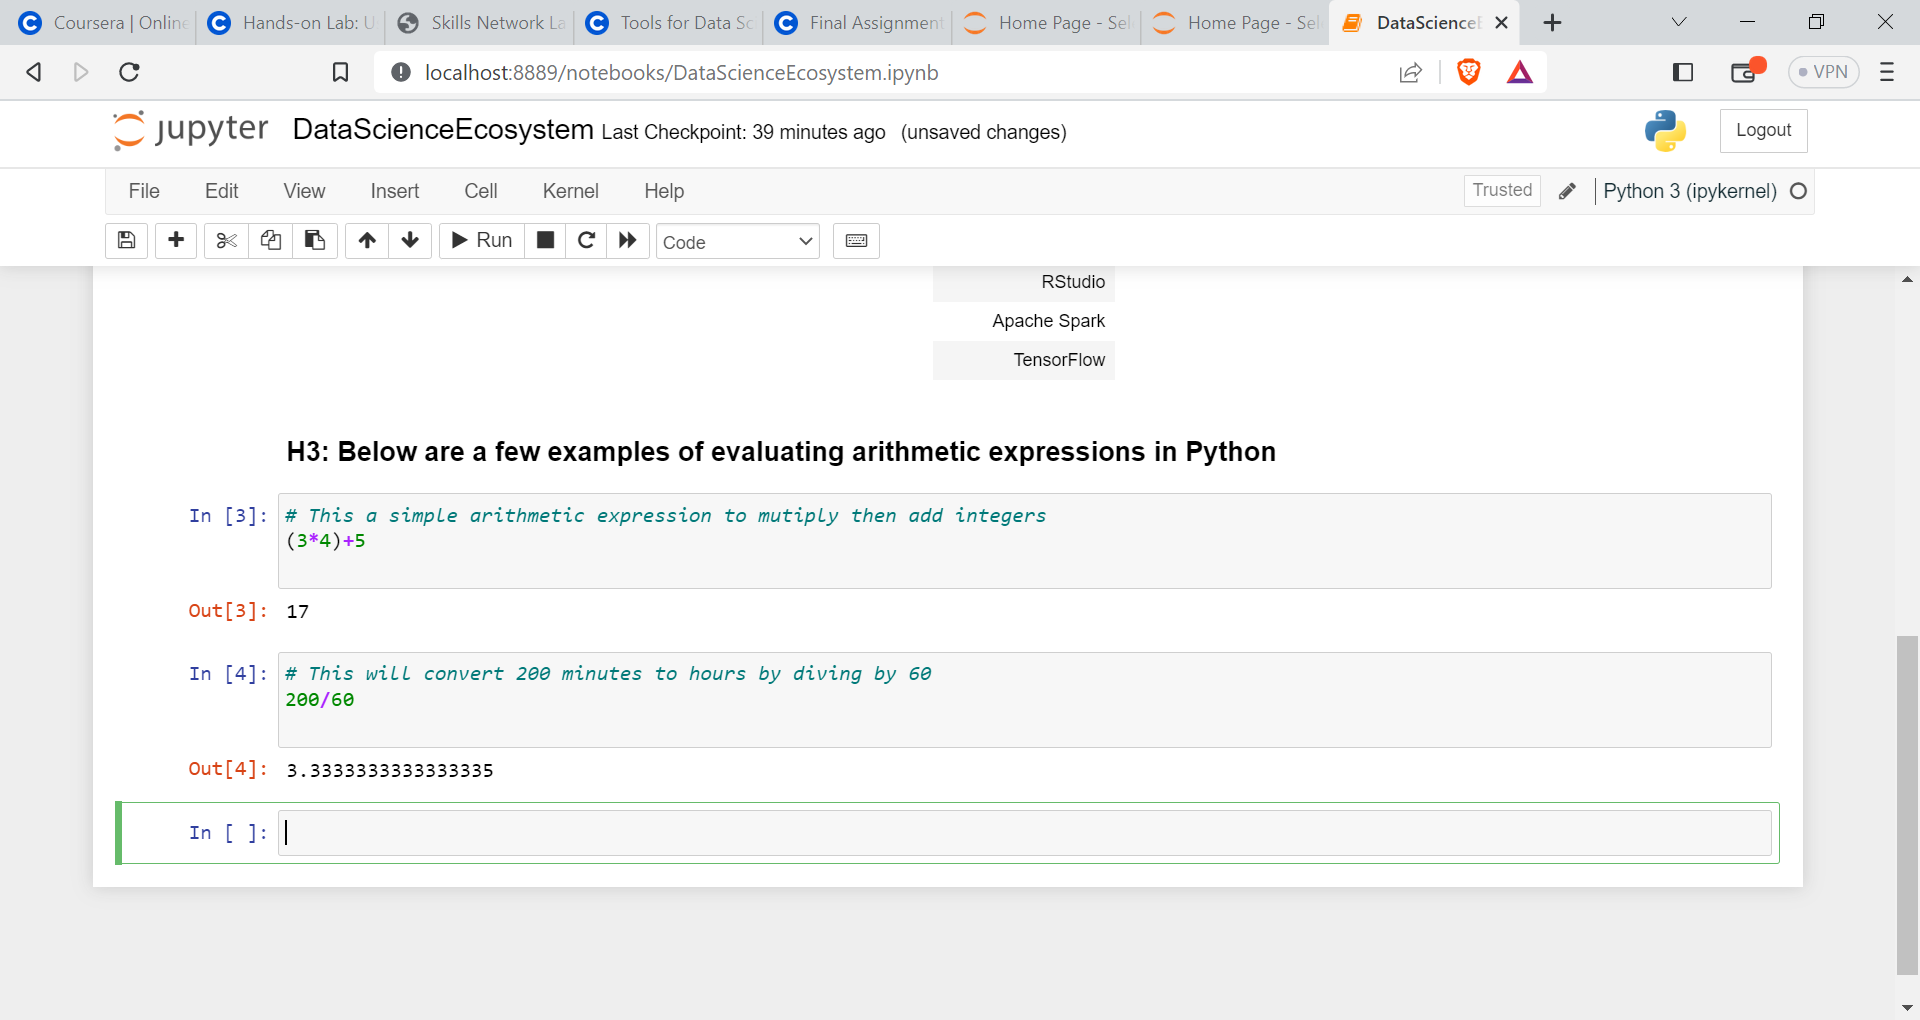 Coursera | Online
Hands-on Lab: U
Skills Network La
Tools for Data Sc
Final Assignment
Home Page - Sel
Home Page - Sel
DataScienceE
localhost:8889/notebooks/DataScienceEcosystem.ipynb
VPN
jupyter DataScienceEcosystem Last Checkpoint: 39 minutes ago (unsaved changes)
Logout
File Edit View Insert Cell Kernel Help
Trusted
Python 3 (ipykernel)
Run
Code
RStudio
Apache Spark
TensorFlow
H3: Below are a few examples of evaluating arithmetic expressions in Python
In [3]: # This a simple arithmetic expression to mutiply then add integers
(3*4)+5
Out[3]: 17
In [4]: # This will convert 200 minutes to hours by diving by 60
200/60
Out[4]: 3.3333333333333335
In [ ]: